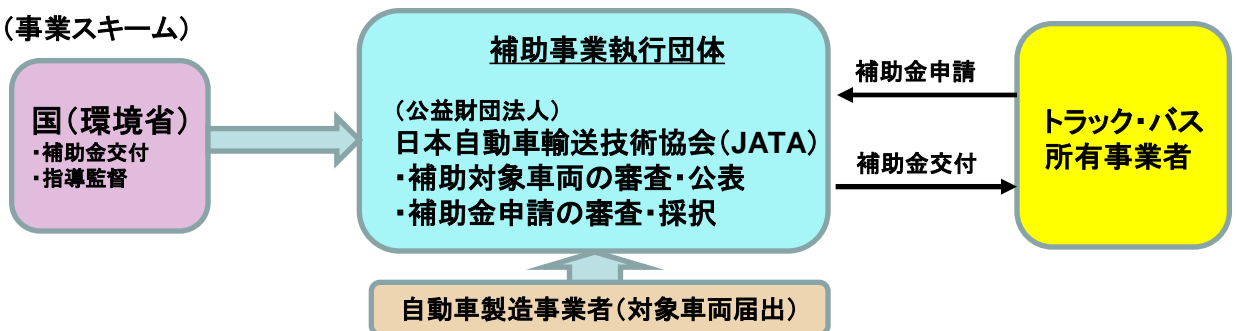 (事業スキーム)
国(環境省)
・補助金交付
・指導監督
補助事業執行団体
(公益財団法人)
日本自動車輸送技術協会(JATA)
・補助対象車両の審査・公表
・補助金申請の審査・採択
補助金申請
補助金交付
トラック・バス
所有事業者
自動車製造事業者(対象車両届出)